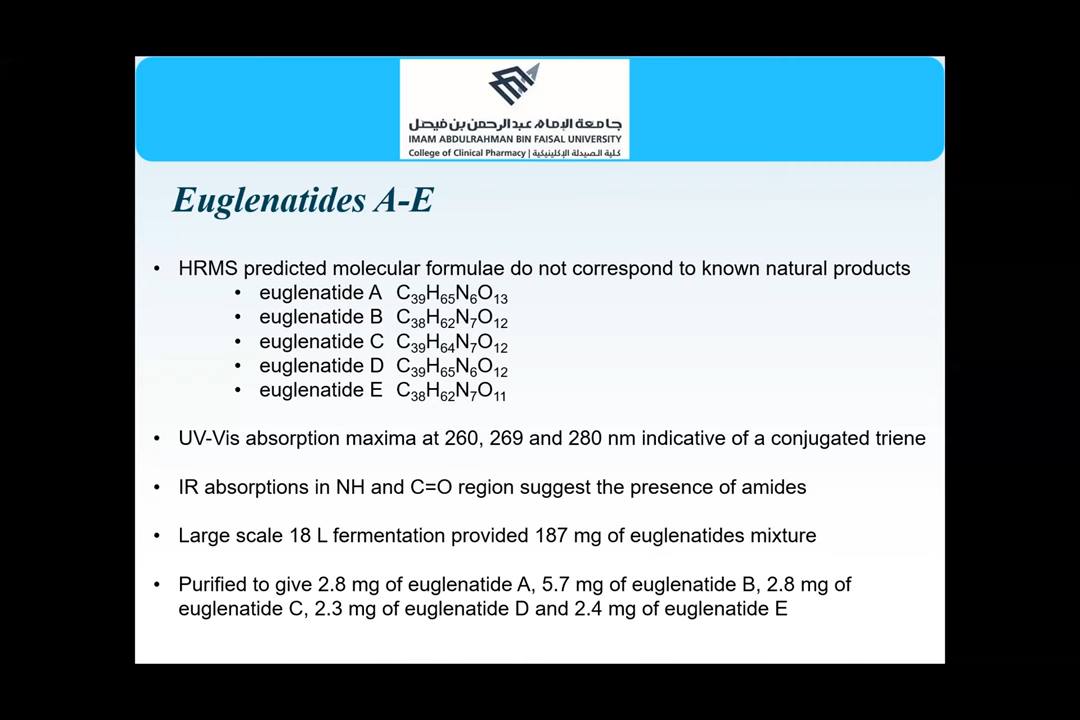 جامعة الإمام عبدالرحمن بن فيصل
IMAM ABDULRAHMAN BIN FAISAL UNIVERSITY
College of Clinical Pharmacy | كلية الصيدلة الإكلينيكية
Euglenatides A-E
• HRMS predicted molecular formulae do not correspond to known natural products
• euglenatide A C₃₉H₆₅N₆O₁₃
• euglenatide B C₃₈H₆₂N₇O₁₂
• euglenatide C C₃₉H₆₄N₇O₁₂
• euglenatide D C₃₉H₆₅N₆O₁₂
• euglenatide E C₃₈H₆₂N₇O₁₁
• UV-Vis absorption maxima at 260, 269 and 280 nm indicative of a conjugated triene
• IR absorptions in NH and C=O region suggest the presence of amides
• Large scale 18 L fermentation provided 187 mg of euglenatides mixture
• Purified to give 2.8 mg of euglenatide A, 5.7 mg of euglenatide B, 2.8 mg of
euglenatide C, 2.3 mg of euglenatide D and 2.4 mg of euglenatide E